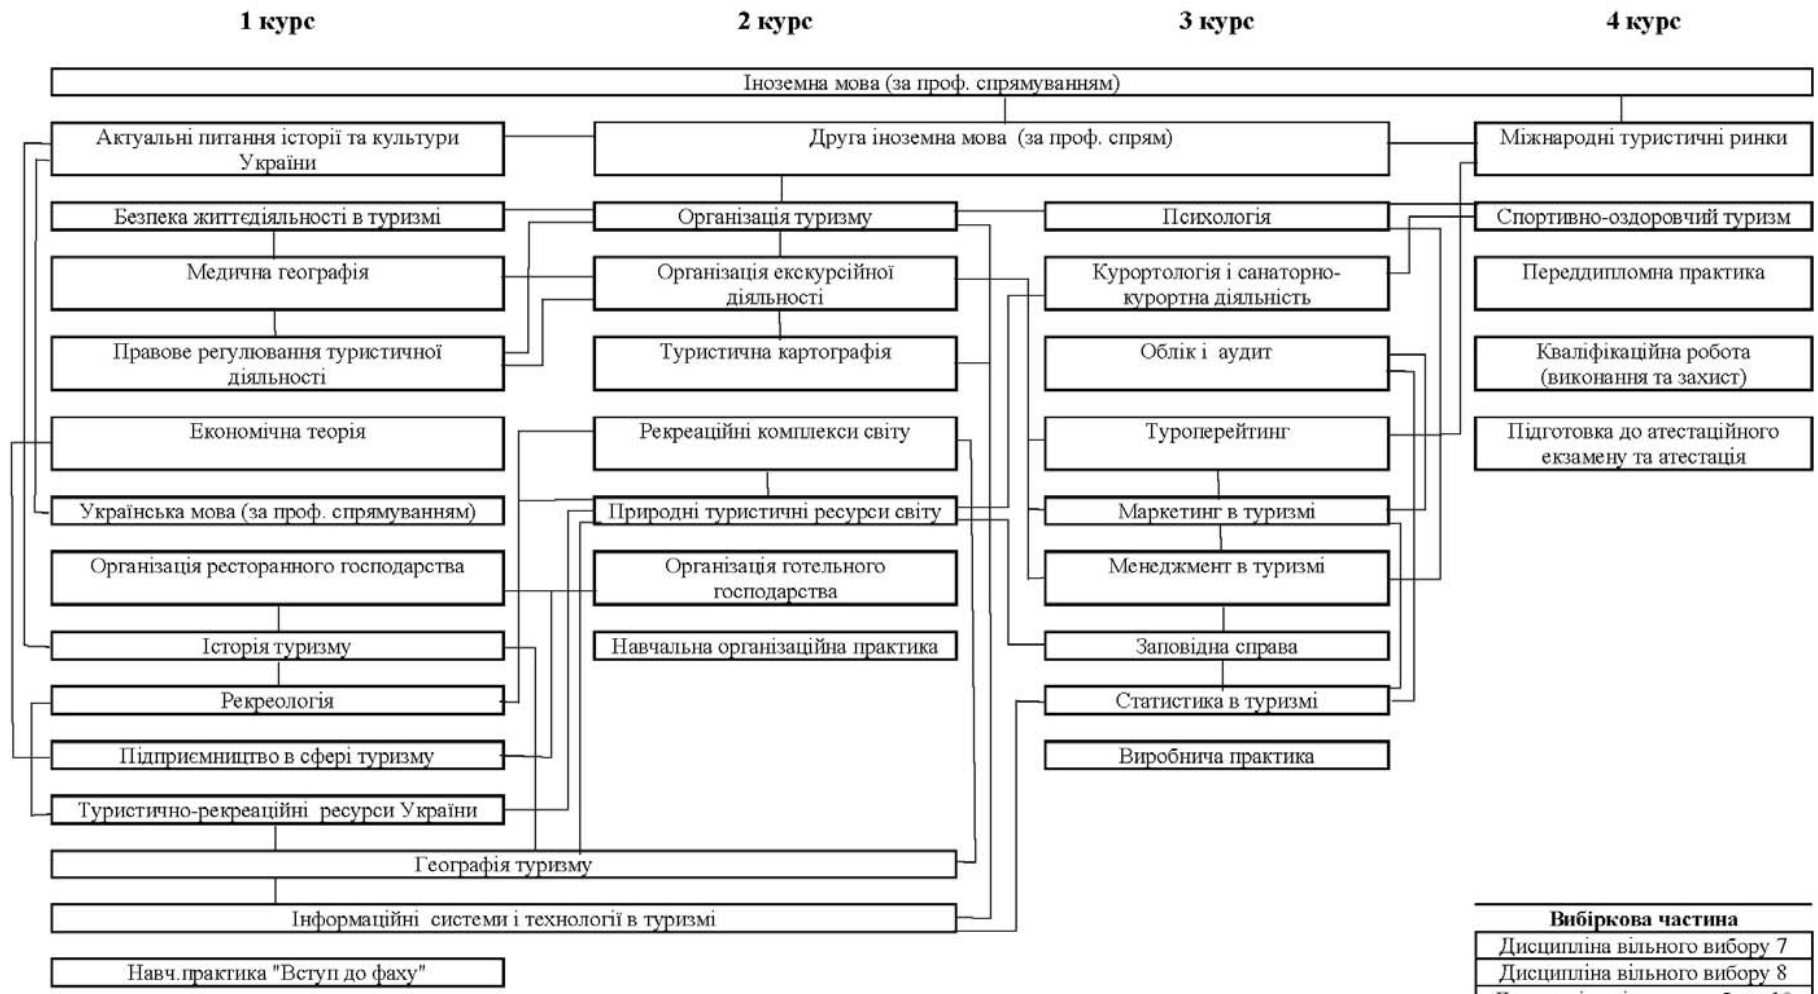 1 курс
2 курс
3 курс
4 курс
Іноземна мова (за проф. спрямуванням)
Актуальні питання історії та культури
України
Друга іноземна мова (за проф. спрям)
Міжнародні туристичні ринки
Безпека життєдіяльності в туризмі
Організація туризму
Психологія
Спортивно-оздоровчий туризм
Медична географія
Організація екскурсійної
діяльності
Курортологія і санаторно-
курортна діяльність
Переддипломна практика
Правове регулювання туристичної
діяльності
Туристична картографія
Облік і аудит
Кваліфікаційна робота
(виконання та захист)
Економічна теорія
Рекреаційні комплекси світу
Туроперейтинг
Підготовка до атестаційного
екзамену та атестація
Українська мова (за проф. спрямуванням)
Природні туристичні ресурси світу
Маркетинг в туризмі
Організація ресторанного господарства
Організація готельного
господарства
Менеджмент в туризмі
Історія туризму
Навчальна організаційна практика
Заповідна справа
Рекреологія
Статистика в туризмі
Підприємництво в сфері туризму
Виробнича практика
Туристично-рекреаційні ресурси України
Географія туризму
Інформаційні системи і технології в туризмі
Навч.практика "Вступ до фаху"
Вибіркова частина
Дисципліна вільного вибору 7
Дисципліна вільного вибору 8